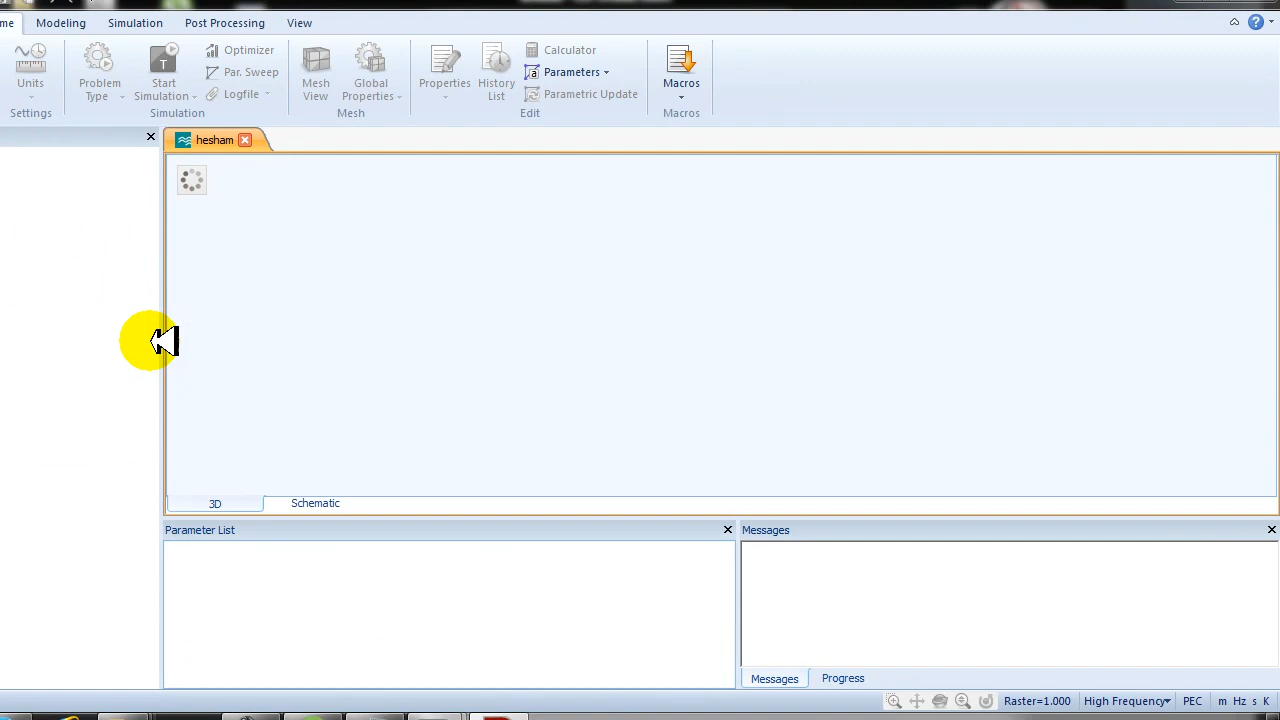 me Modeling Simulation Post Processing View
Units
Settings
Problem Type
Start Simulation
Optimizer
Par. Sweep
Logfile
Simulation
Mesh View
Global Properties
Mesh
Properties
History List
Calculator
Parameters
Parametric Update
Edit
Macros
Macros
hesham
3D Schematic
Parameter List
Messages
Messages Progress
Raster=1.000 High Frequency PEC m Hz s K